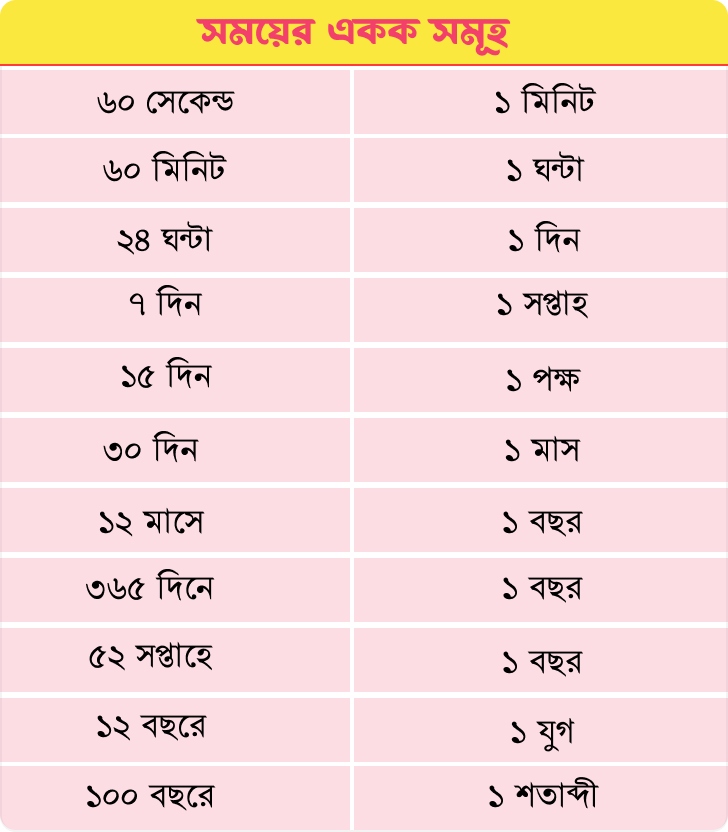 সময়ের একক সমূহ
৬০ সেকেন্ড ১ মিনিট
৬০ মিনিট ১ ঘন্টা
২৪ ঘন্টা ১ দিন
৭ দিন ১ সপ্তাহ
১৫ দিন ১ পক্ষ
৩০ দিন ১ মাস
১২ মাসে ১ বছর
৩৬৫ দিনে ১ বছর
৫২ সপ্তাহে ১ বছর
১২ বছরে ১ যুগ
১০০ বছরে ১ শতাব্দী